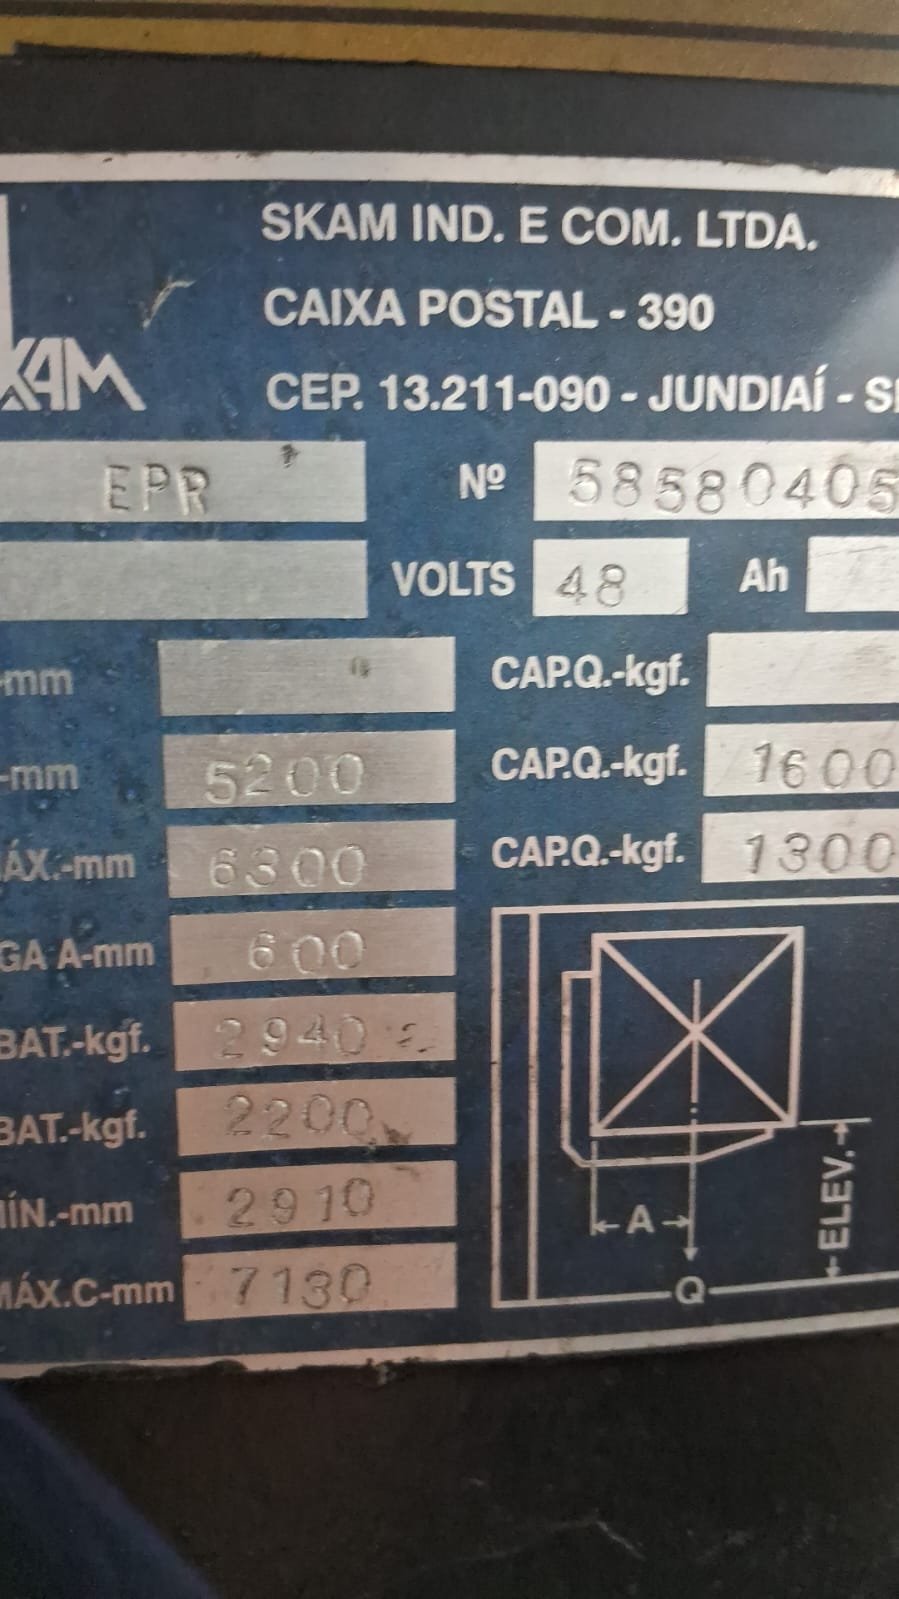 SKAM IND. E COM. LTDA.
CAIXA POSTAL - 390
KAM
CEP. 13.211-090 - JUNDIAÍ - S
EPR Nº 58580405
VOLTS 48 Ah
-mm CAP.Q.-kgf.
-mm 5200 CAP.Q.-kgf. 1600
ÁX.-mm 6300 CAP.Q.-kgf. 1300
GA A-mm 600
BAT.-kgf. 2940
BAT.-kgf. 2200
ÍN.-mm 2910
MÁX.C-mm 7130
A
Q
ELEV.